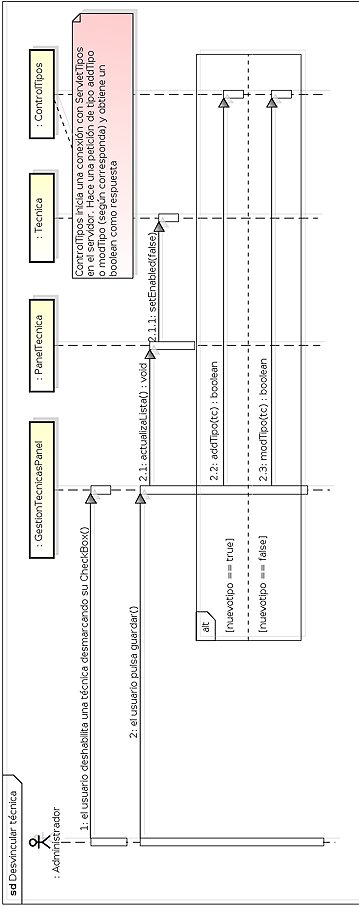 sd Desvincular técnica
: Administrador
: GestionTecnicasPanel
: PanelTecnica
: Tecnica
: ControlTipos
ControlTipos inicia una conexión con ServletTipos
en el servidor. Hace una petición de tipo addTipo
o modTipo (según corresponda) y obtiene un
boolean como respuesta
1: el usuario deshabilita una técnica desmarcando su CheckBox()
2: el usuario pulsa guardar()
2.1: actualizaLista() : void
2.1.1: setEnabled(false)
alt
[nuevotipo == true]
2.2: addTipo(tc) : boolean
[nuevotipo == false]
2.3: modTipo(tc) : boolean